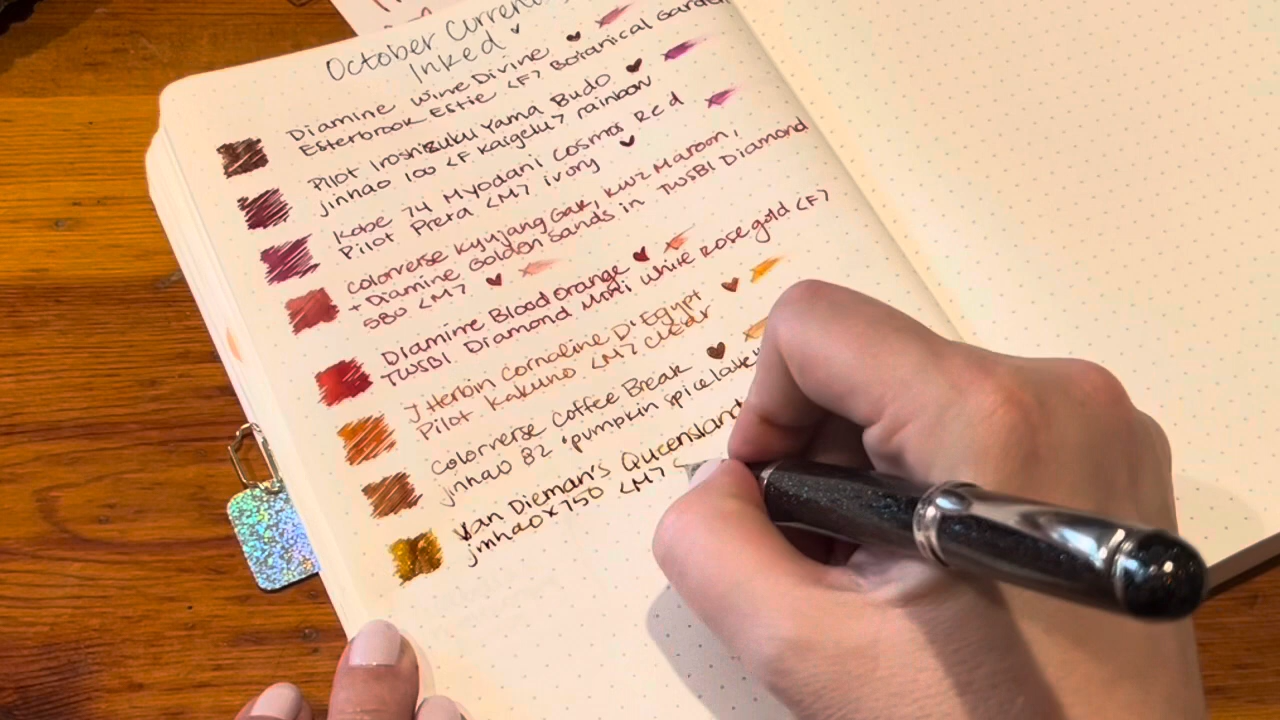 October Currently
Inked
Diamine Wine Divine
Esterbrook Estie <F> Botanical Garden
Pilot Iroshizuku Yama Budo
jinhao 100 <F Kaigelu> rainbow
Kobe 74 Myodani Cosmos Red
Pilot Prera <M> ivory
Colorverse Kyujang Gak, KWZ Maroon,
+ Diamine Golden Sands in TWSBI Diamond
580 <M>
Diamine Blood Orange
TWSBI Diamond Mini White Rosegold <F>
J Herbin Cornaline D'Egypt
Pilot Kakuno <M> clear
Colorverse Coffee Break
jinhao 82 "pumpkin spice latte"
Van Dieman's Queensland
jinhao x750 <M>